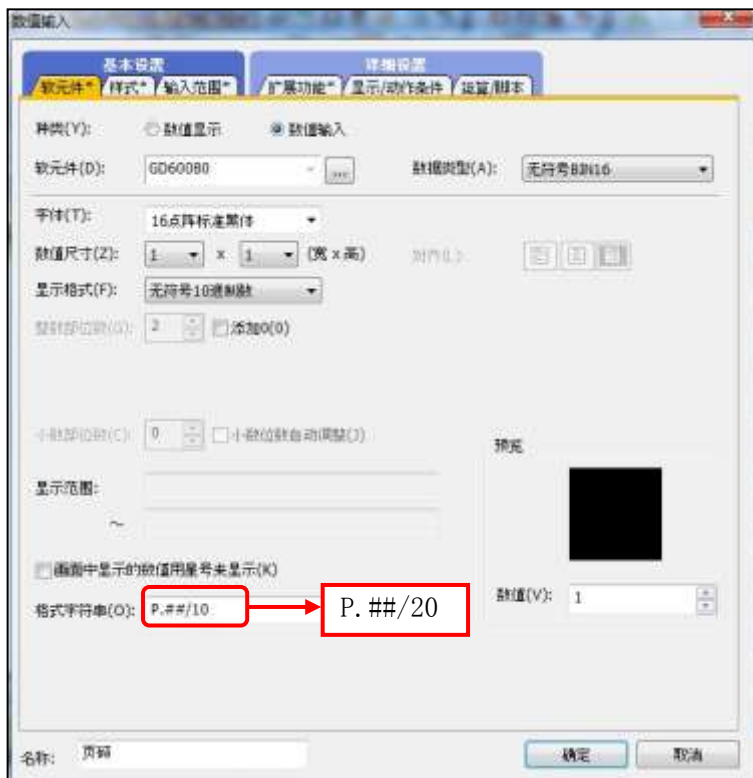 数值输入
基本设置
详细设置
软元件*
样式*
输入范围*
扩展功能*
显示/动作条件
运算/脚本
种类(Y):
数值显示
数值输入
软元件(D):
GD60080
...
数据类型(A):
无符号BIN16
字体(T):
16点阵标准黑体
数值尺寸(Z):
1 x 1 (宽 x 高)
对齐(L):
显示格式(F):
无符号10进制数
整数部位数(G):
2
添加0(0)
小数部位数(C):
0
小数位数自动调整(J)
预览
显示范围:
~
画面中显示的数值用星号来显示(K)
格式字符串(O):
P.##/10
P.##/20
数值(V):
1
名称:
页码
确定
取消